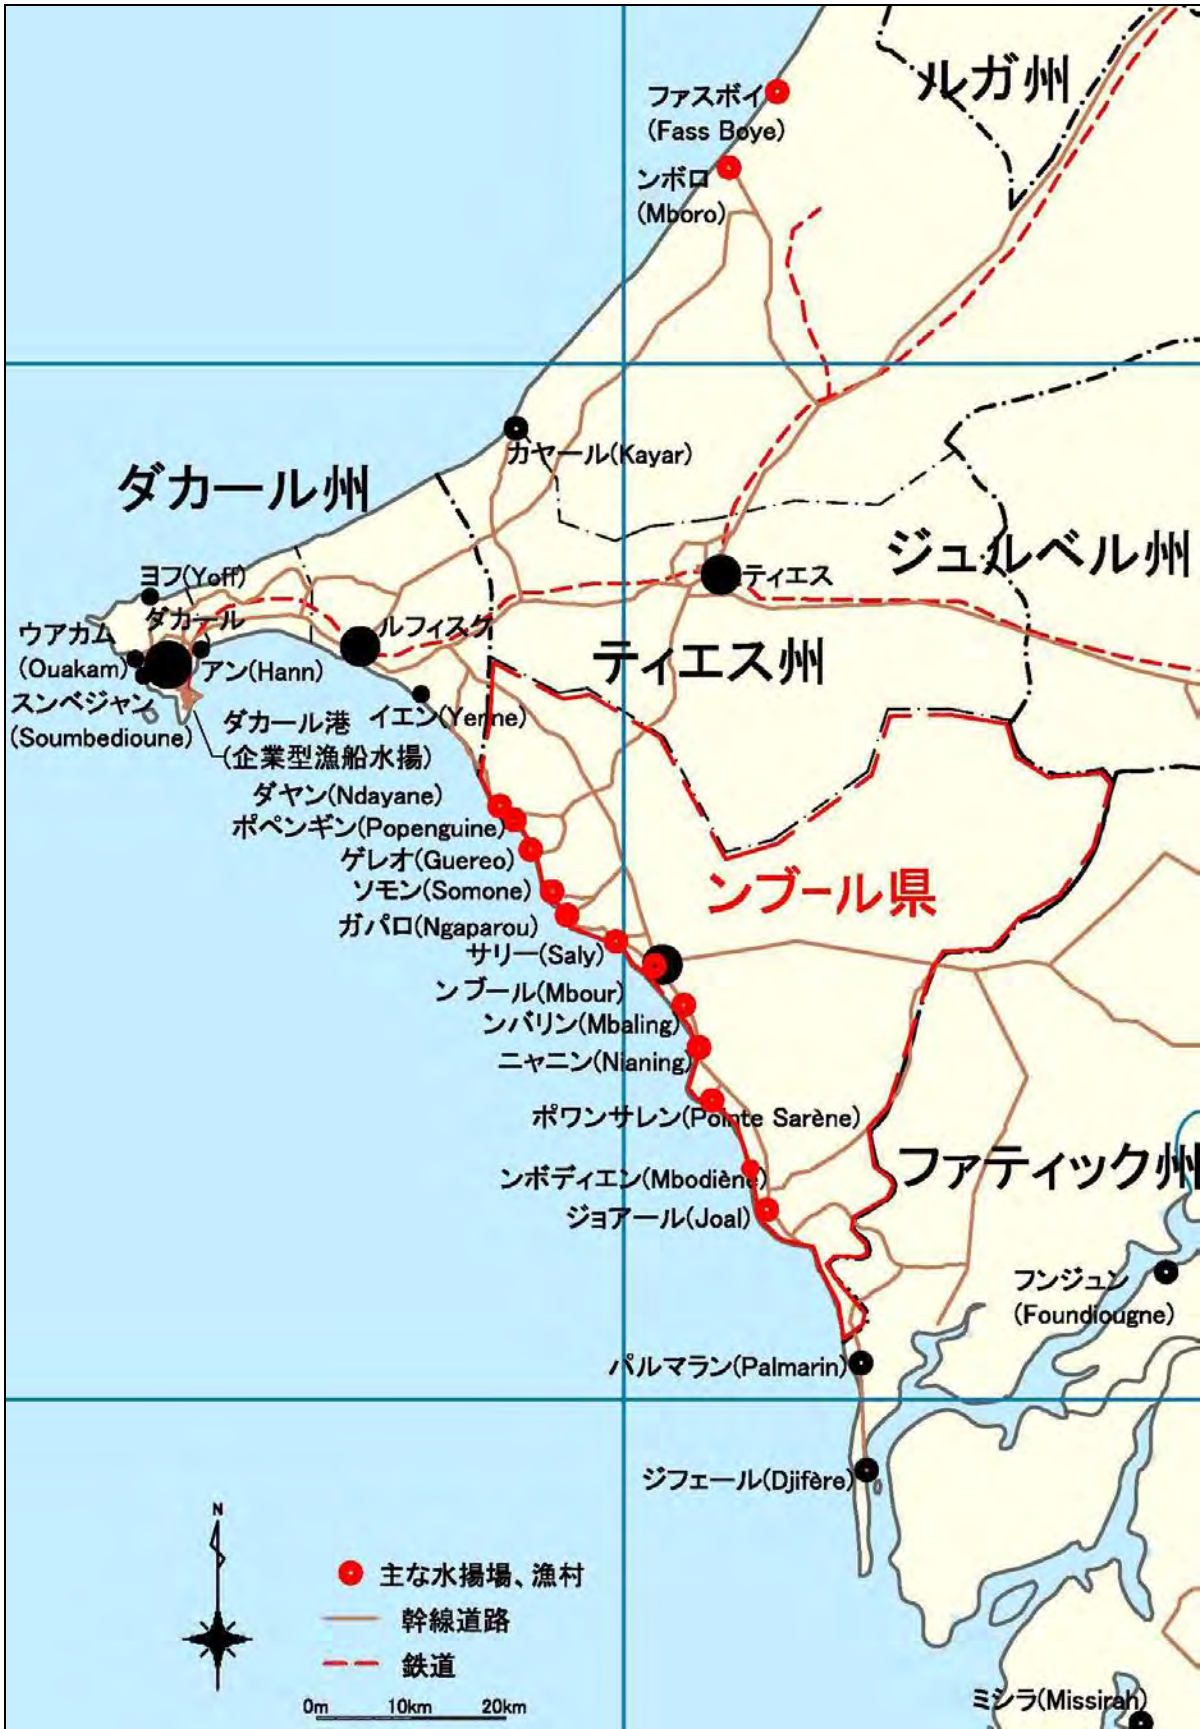 ルガ州
ファスボイ
(Fass Boye)
ンボロ
(Mboro)
カヤール(Kayar)
ダカール州
ジュルベル州
ヨフ(Yoff)
ティエス
ダカール
ルフィスク
ウアカム
(Ouakam)
アン(Hann)
ティエス州
スンベジャン
(Soumbedioune)
ダカール港
(企業型漁船水揚)
イエン(Yenne)
ダヤン(Ndayane)
ポペンギン(Popenguine)
ゲレオ(Guereo)
ソモン(Somone)
ンブール県
ガパロ(Ngaparou)
サリー(Saly)
ンブール(Mbour)
ンバリン(Mbaling)
ニャニン(Nianing)
ポワンサレン(Pointe Sarène)
ファティック州
ンボディエン(Mbodiène)
ジョアール(Joal)
フンジュン
(Foundiougne)
パルマラン(Palmarin)
ジフェール(Djifère)
N
主な水揚場、漁村
幹線道路
鉄道
0m 10km 20km
ミシラ(Missirah)